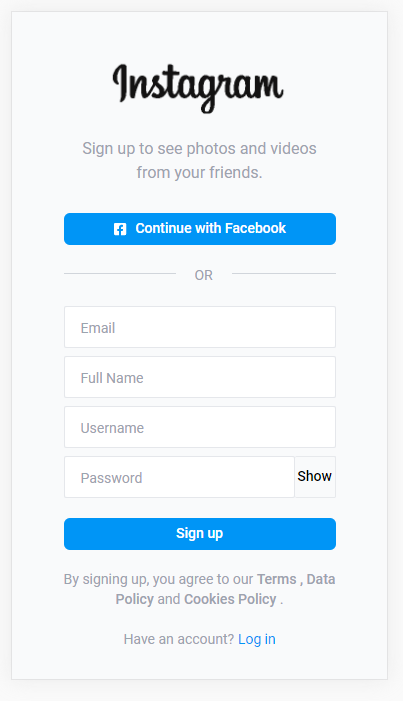 Instagram
Sign up to see photos and videos
from your friends.
Continue with Facebook
OR
Email
Full Name
Username
Password
Show
Sign up
By signing up, you agree to our Terms , Data
Policy and Cookies Policy .
Have an account? Log in